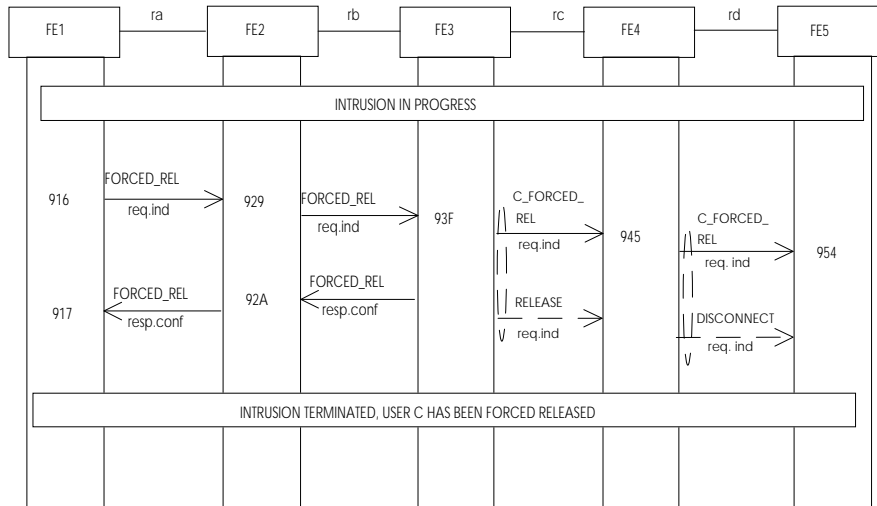 ra rb rc rd
FE1 FE2 FE3 FE4 FE5
INTRUSION IN PROGRESS
FORCED_REL
916
req.ind
929
FORCED_REL
req.ind
93F
C_FORCED_
REL
req.ind
945
C_FORCED_
REL
req. ind
954
917
FORCED_REL
resp.conf
92A
FORCED_REL
resp.conf
RELEASE
req.ind
DISCONNECT
req. ind
INTRUSION TERMINATED, USER C HAS BEEN FORCED RELEASED